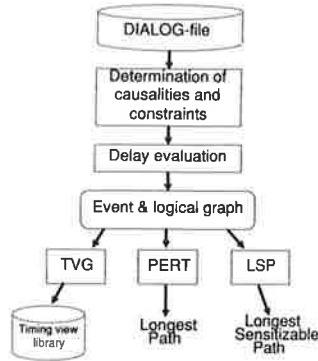 DIALOG-file
Determination of
causalities and
constraints
Delay evaluation
Event & logical graph
TVG
PERT
LSP
Timing view
library
Longest
Path
Longest
Sensitizable
Path